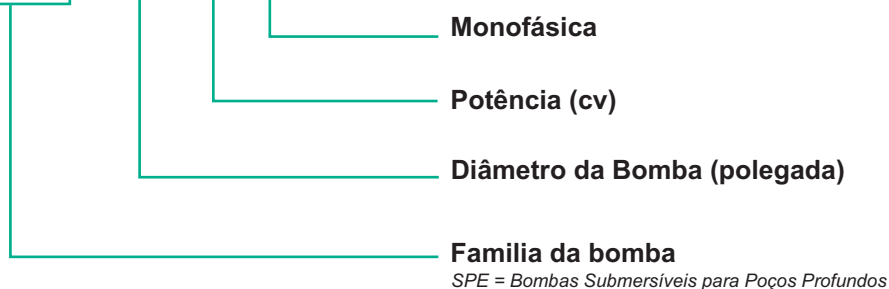 Monofásica
Potência (cv)
Diâmetro da Bomba (polegada)
Familia da bomba
SPE = Bombas Submersíveis para Poços Profundos